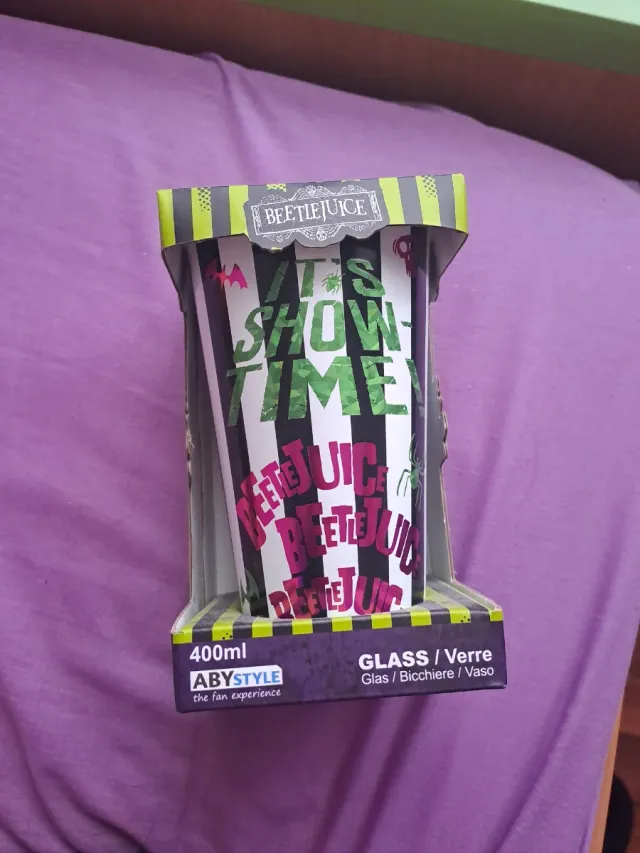 BEETLEJUICE
IT'S
SHOW-
TIME!
BEETLEJUICE
BEETLEJUICE
BEETLEJUIC
400ml
ABYSTYLE
the fan experience
GLASS / Verre
Glas / Bicchiere / Vaso